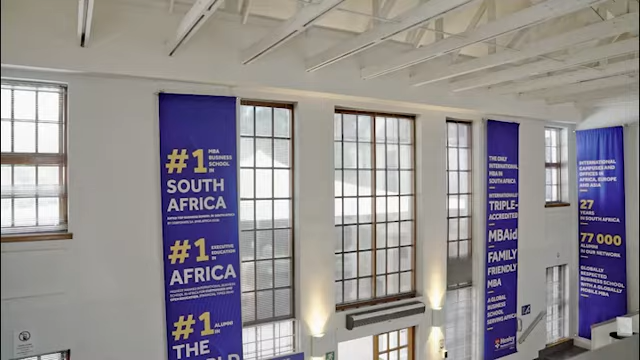 #1 MBA
BUSINESS
SCHOOL
IN
SOUTH
AFRICA
#1 EXECUTIVE
EDUCATION
IN
AFRICA
#1 ALUMNI
IN
THE
WORLD
THE ONLY
INTERNATIONAL
MBA IN
SOUTH AFRICA
INTERNATIONALLY
TRIPLE-
ACCREDITED
MBAid
FAMILY
FRIENDLY
MBA
A GLOBAL
BUSINESS
SCHOOL
SERVING AFRICA
Henley
INTERNATIONAL
CAMPUSES AND
OFFICES IN
AFRICA, EUROPE
AND ASIA
27
YEARS
IN SOUTH AFRICA
77 000
ALUMNI
IN OUR NETWORK
GLOBALLY
RESPECTED
BUSINESS SCHOOL
WITH A GLOBALLY
MOBILE MBA